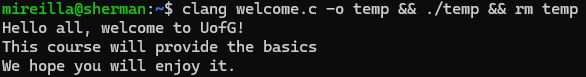 mireilla@sherman:~$ clang welcome.c -o temp && ./temp && rm temp
Hello all, welcome to UofG!
This course will provide the basics
We hope you will enjoy it.